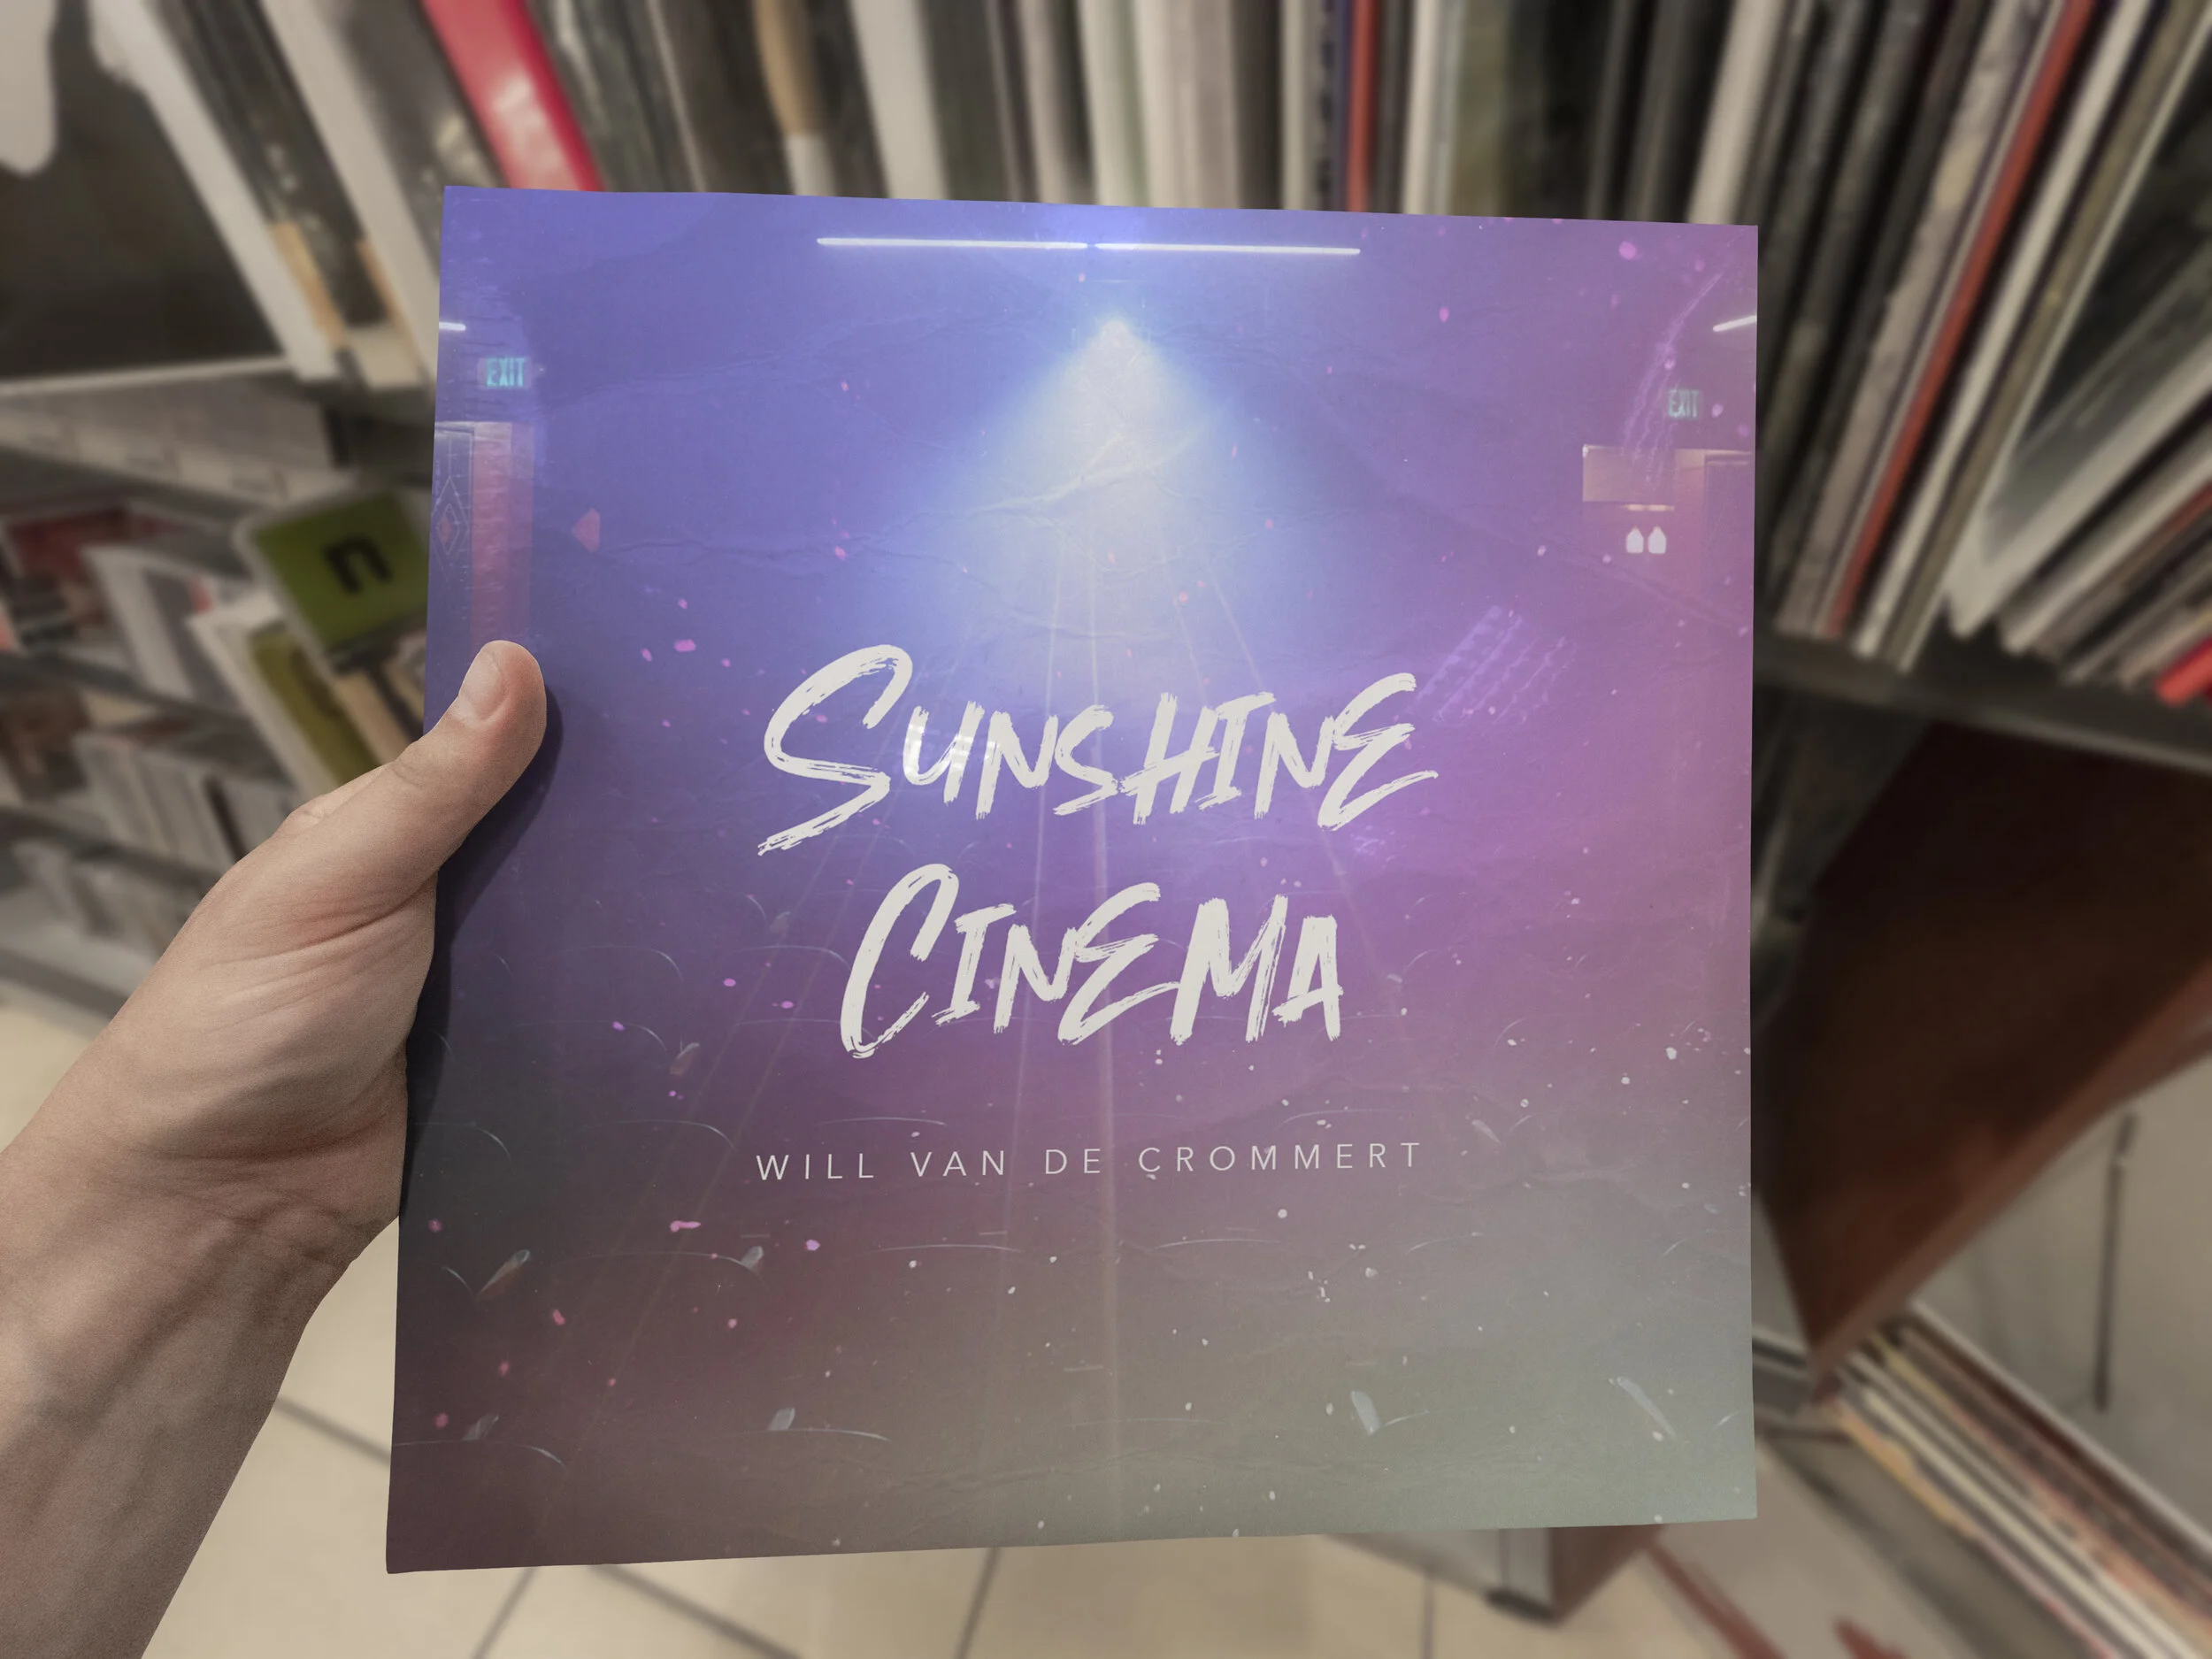 n
EXIT
EXIT
SUNSHINE
CINEMA
WILL VAN DE CROMMERT